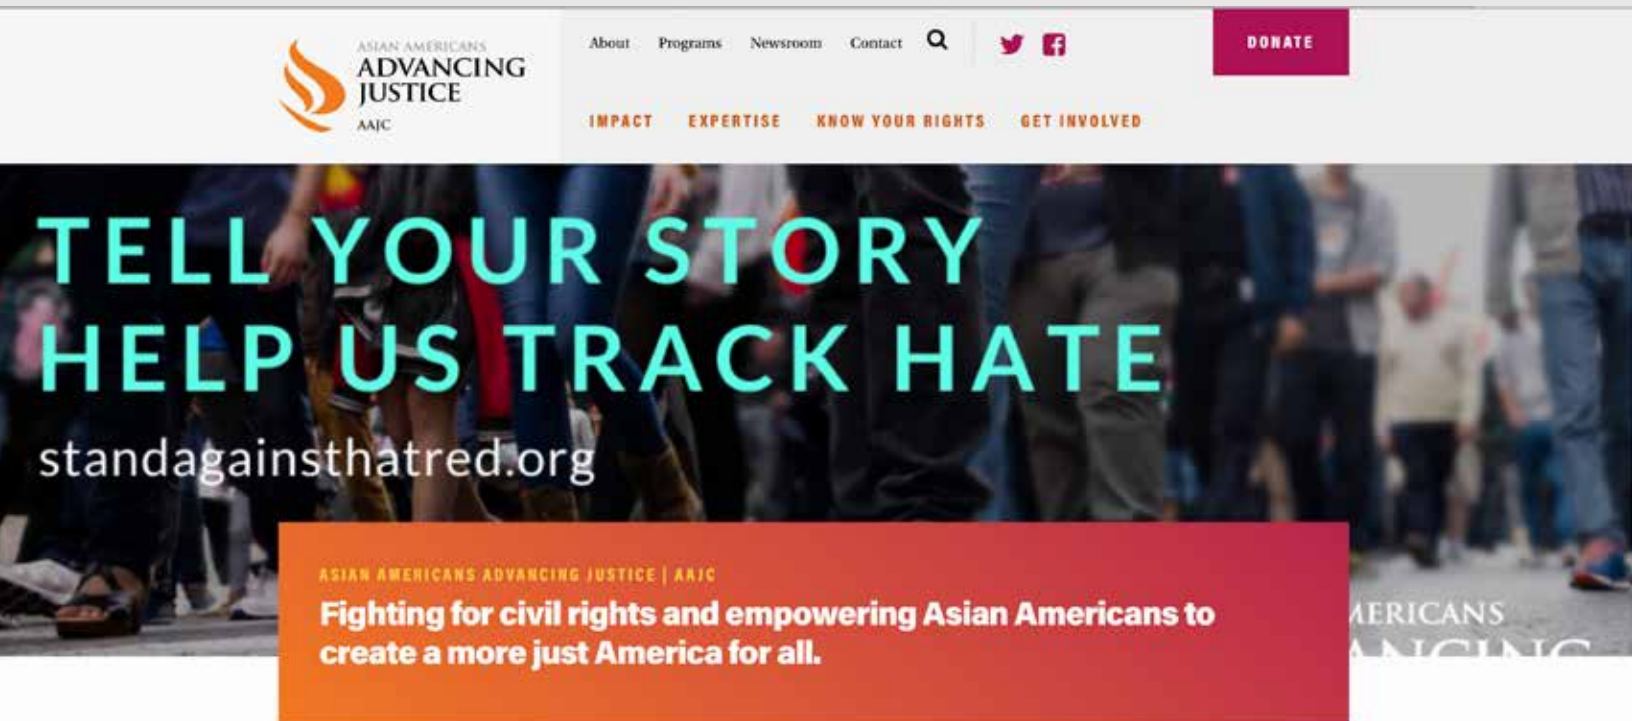 ASIAN AMERICANS
ADVANCING
JUSTICE
AAJC
About Programs Newsroom Contact
DONATE
IMPACT EXPERTISE KNOW YOUR RIGHTS GET INVOLVED
TELL YOUR STORY
HELP US TRACK HATE
standagainsthatred.org
ASIAN AMERICANS ADVANCING JUSTICE | AAJC
Fighting for civil rights and empowering Asian Americans to
create a more just America for all.
MERICANS
ANCING